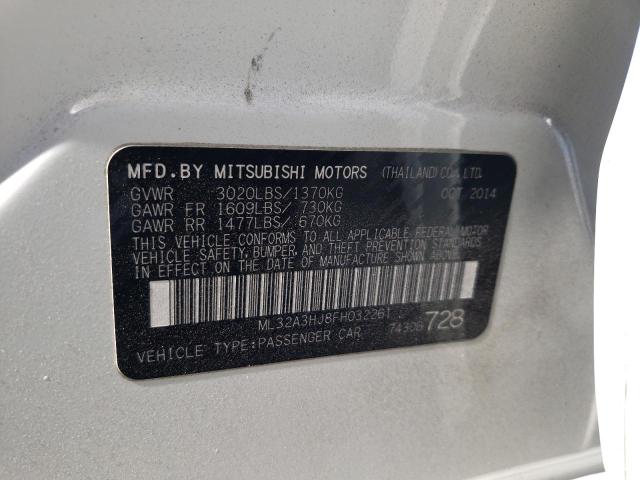 MFD.BY MITSUBISHI MOTORS (THAILAND) CO., LTD.
GVWR 3020LBS/1370KG OCT 2014
GAWR FR 1609LBS/ 730KG
GAWR RR 1477LBS/ 670KG
THIS VEHICLE CONFORMS TO ALL APPLICABLE FEDERAL MOTOR
VEHICLE SAFETY, BUMPER, AND THEFT PREVENTION STANDARDS
IN EFFECT ON THE DATE OF MANUFACTURE SHOWN ABOVE.
ML32A3HJ8FH032261
VEHICLE TYPE:PASSENGER CAR 728